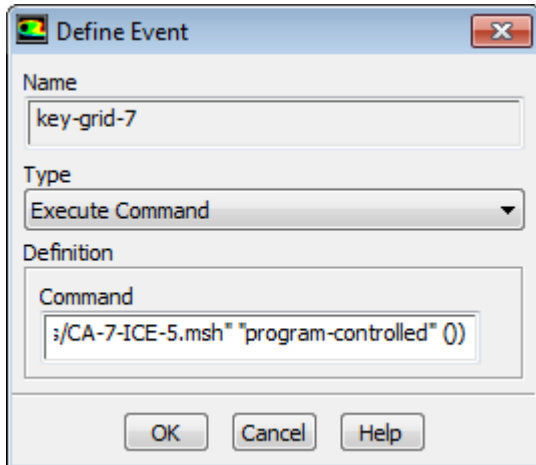 Define Event
Name
key-grid-7
Type
Execute Command
Definition
Command
;/CA-7-ICE-5.msh" "program-controlled" ())
OK Cancel Help